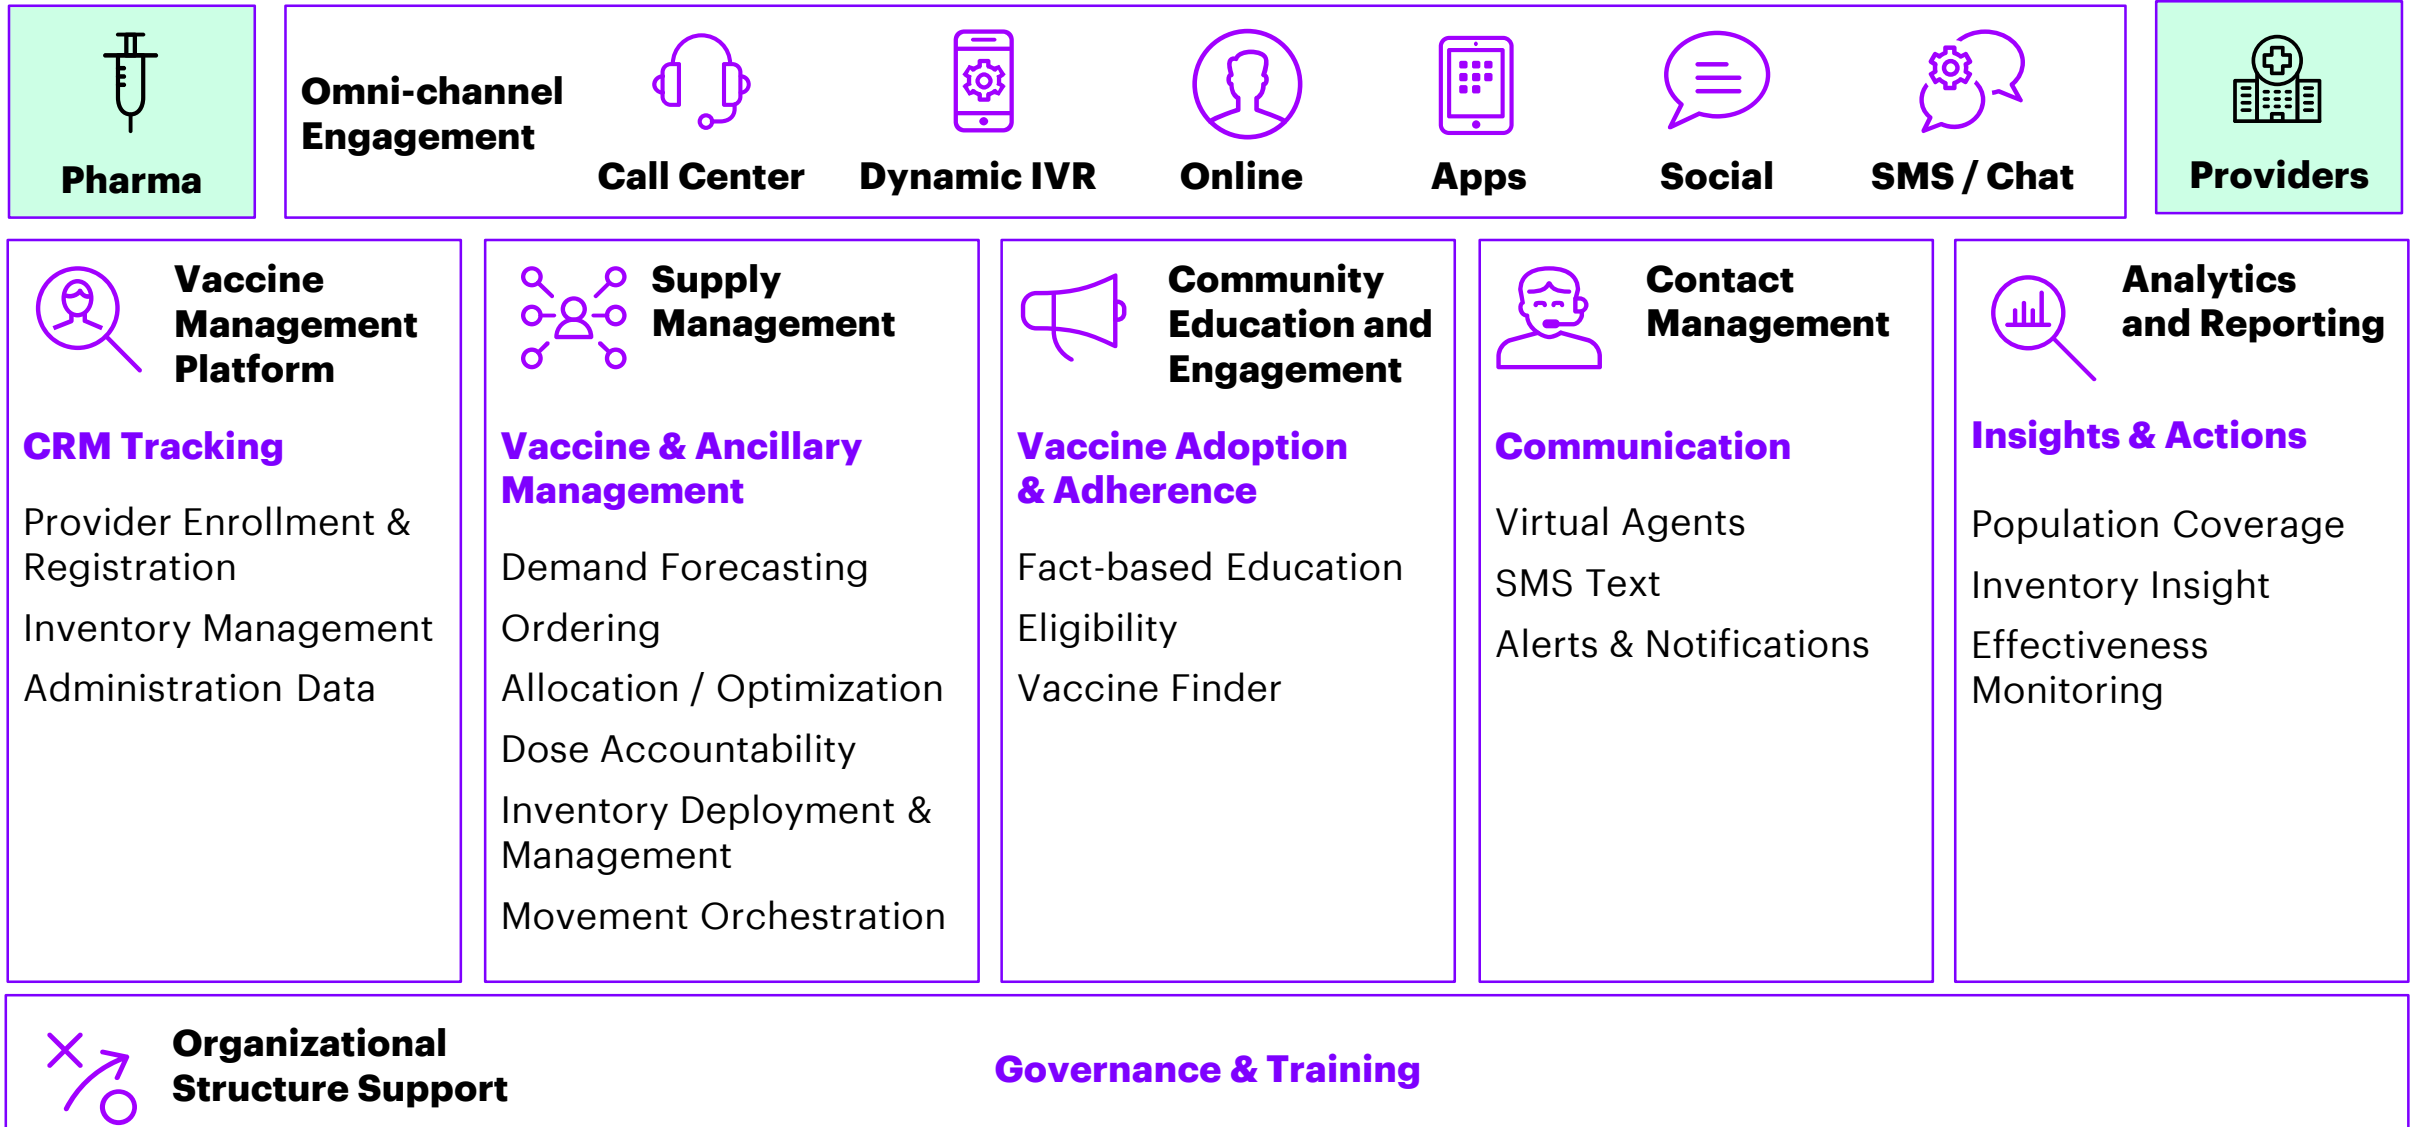 Pharma
Omni-channel
Engagement
Call Center
Dynamic IVR
Online
Apps
Social
SMS / Chat
Providers
Vaccine
Management
Platform
CRM Tracking
Provider Enrollment &
Registration
Inventory Management
Administration Data
Supply
Management
Vaccine & Ancillary
Management
Demand Forecasting
Ordering
Allocation / Optimization
Dose Accountability
Inventory Deployment &
Management
Movement Orchestration
Community
Education and
Engagement
Vaccine Adoption
& Adherence
Fact-based Education
Eligibility
Vaccine Finder
Contact
Management
Communication
Virtual Agents
SMS Text
Alerts & Notifications
Analytics
and Reporting
Insights & Actions
Population Coverage
Inventory Insight
Effectiveness
Monitoring
Organizational
Structure Support
Governance & Training